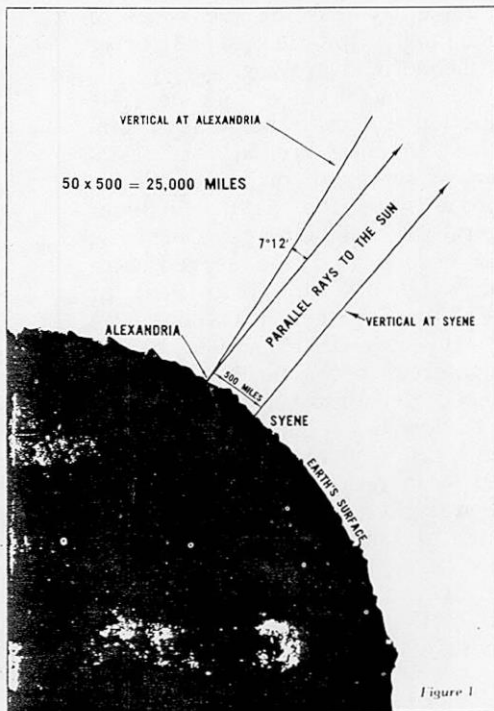 VERTICAL AT ALEXANDRIA
50 x 500 = 25,000 MILES
7°12'
PARALLEL RAYS TO THE SUN
VERTICAL AT SYENE
ALEXANDRIA
500 MILES
SYENE
EARTH'S SURFACE
Figure 1